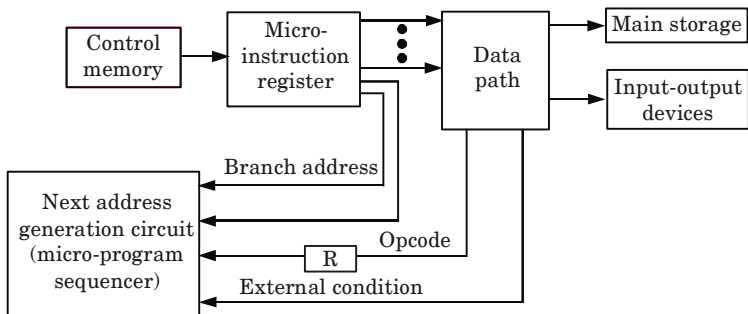 Control
memory
Micro-
instruction
register
Data
path
Main storage
Input-output
devices
Branch address
Next address
generation circuit
(micro-program
sequencer)
Opcode
R
External condition